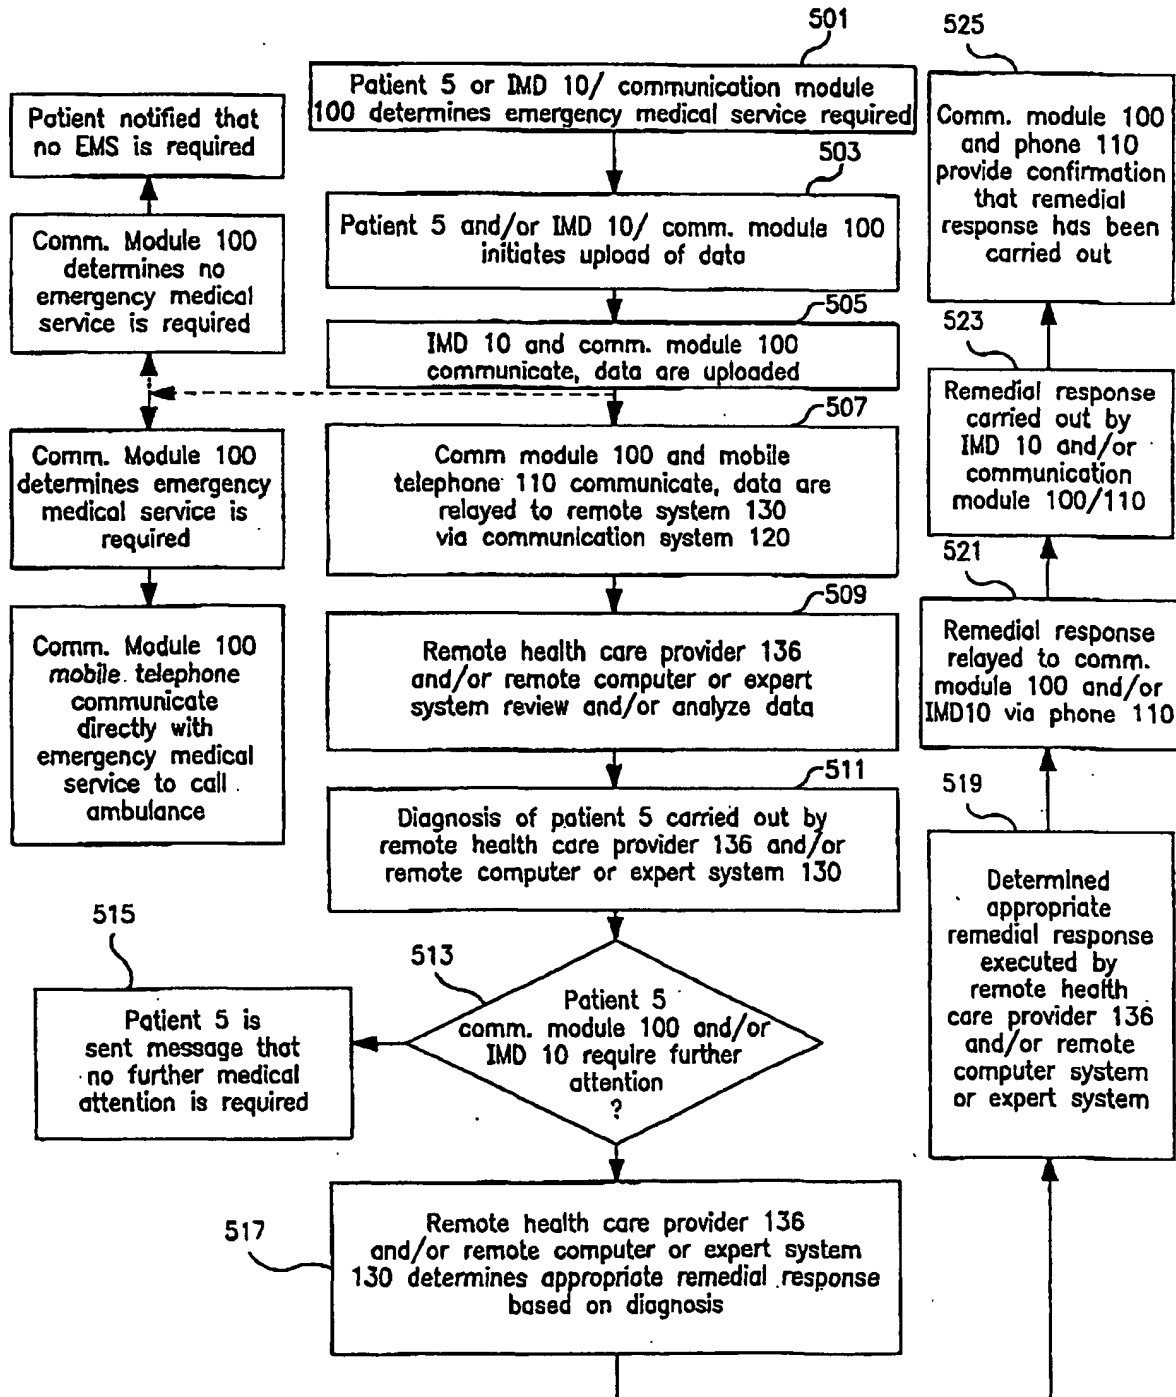 501
Patient 5 or IMD 10/ communication module
100 determines emergency medical service required
503
Patient 5 and/or IMD 10/ comm. module 100
initiates upload of data
505
IMD 10 and comm. module 100
communicate, data are uploaded
507
Comm module 100 and mobile
telephone 110 communicate, data are
relayed to remote system 130
via communication system 120
509
Remote health care provider 136
and/or remote computer or expert
system review and/or analyze data
511
Diagnosis of patient 5 carried out by
remote health care provider 136 and/or
remote computer or expert system 130
513
Patient 5
comm. module 100 and/or
IMD 10 require further
attention
?
515
Patient 5 is
sent message that
no further medical
attention is required
517
Remote health care provider 136
and/or remote computer or expert system
130 determines appropriate remedial response
based on diagnosis
Patient notified that
no EMS is required
Comm. Module 100
determines no
emergency medical
service is required
Comm. Module 100
determines emergency
medical service is
required
Comm. Module 100
mobile telephone
communicate
directly with
emergency medical
service to call
ambulance
525
Comm. module 100
and phone 110
provide confirmation
that remedial
response has been
carried out
523
Remedial response
carried out by
IMD 10 and/or
communication
module 100/110
521
Remedial response
relayed to comm.
module 100 and/or
IMD10 via phone 110
519
Determined
appropriate
remedial response
executed by
remote health
care provider 136
and/or remote
computer system
or expert system